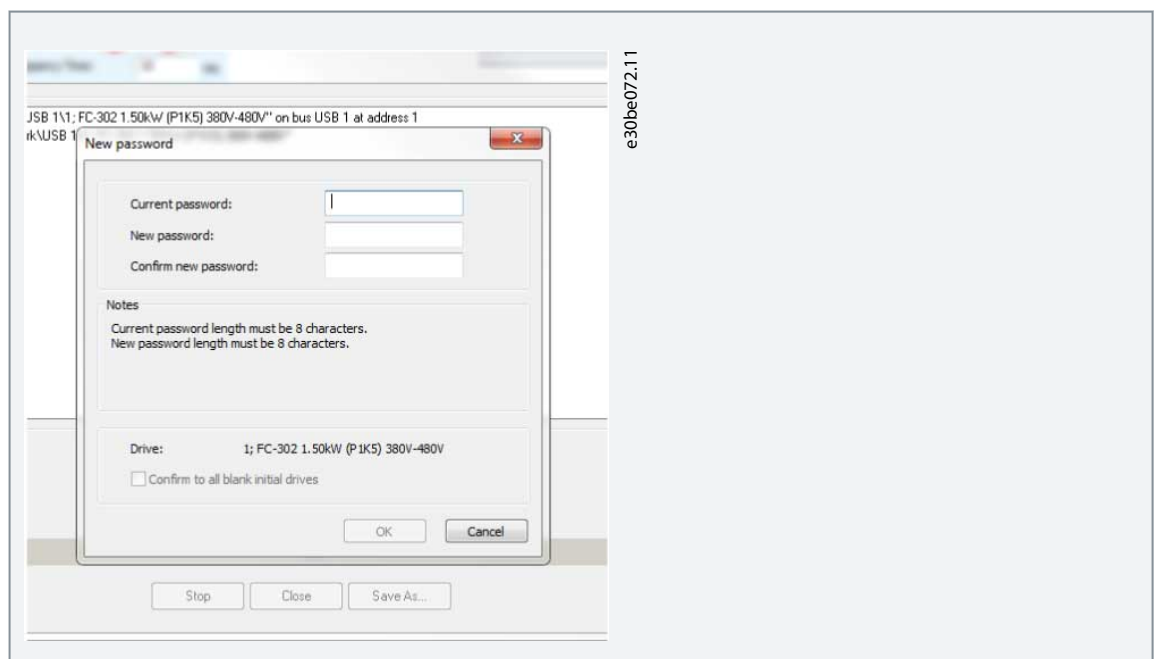 JSB 1\1; FC-302 1.50kW (P1K5) 380V-480V" on bus USB 1 at address 1
rk\USB 1
New password
Current password:
New password:
Confirm new password:
Notes
Current password length must be 8 characters.
New password length must be 8 characters.
Drive: 1; FC-302 1.50kW (P1K5) 380V-480V
Confirm to all blank initial drives
OK Cancel
Stop Close Save As...
e30be072.11